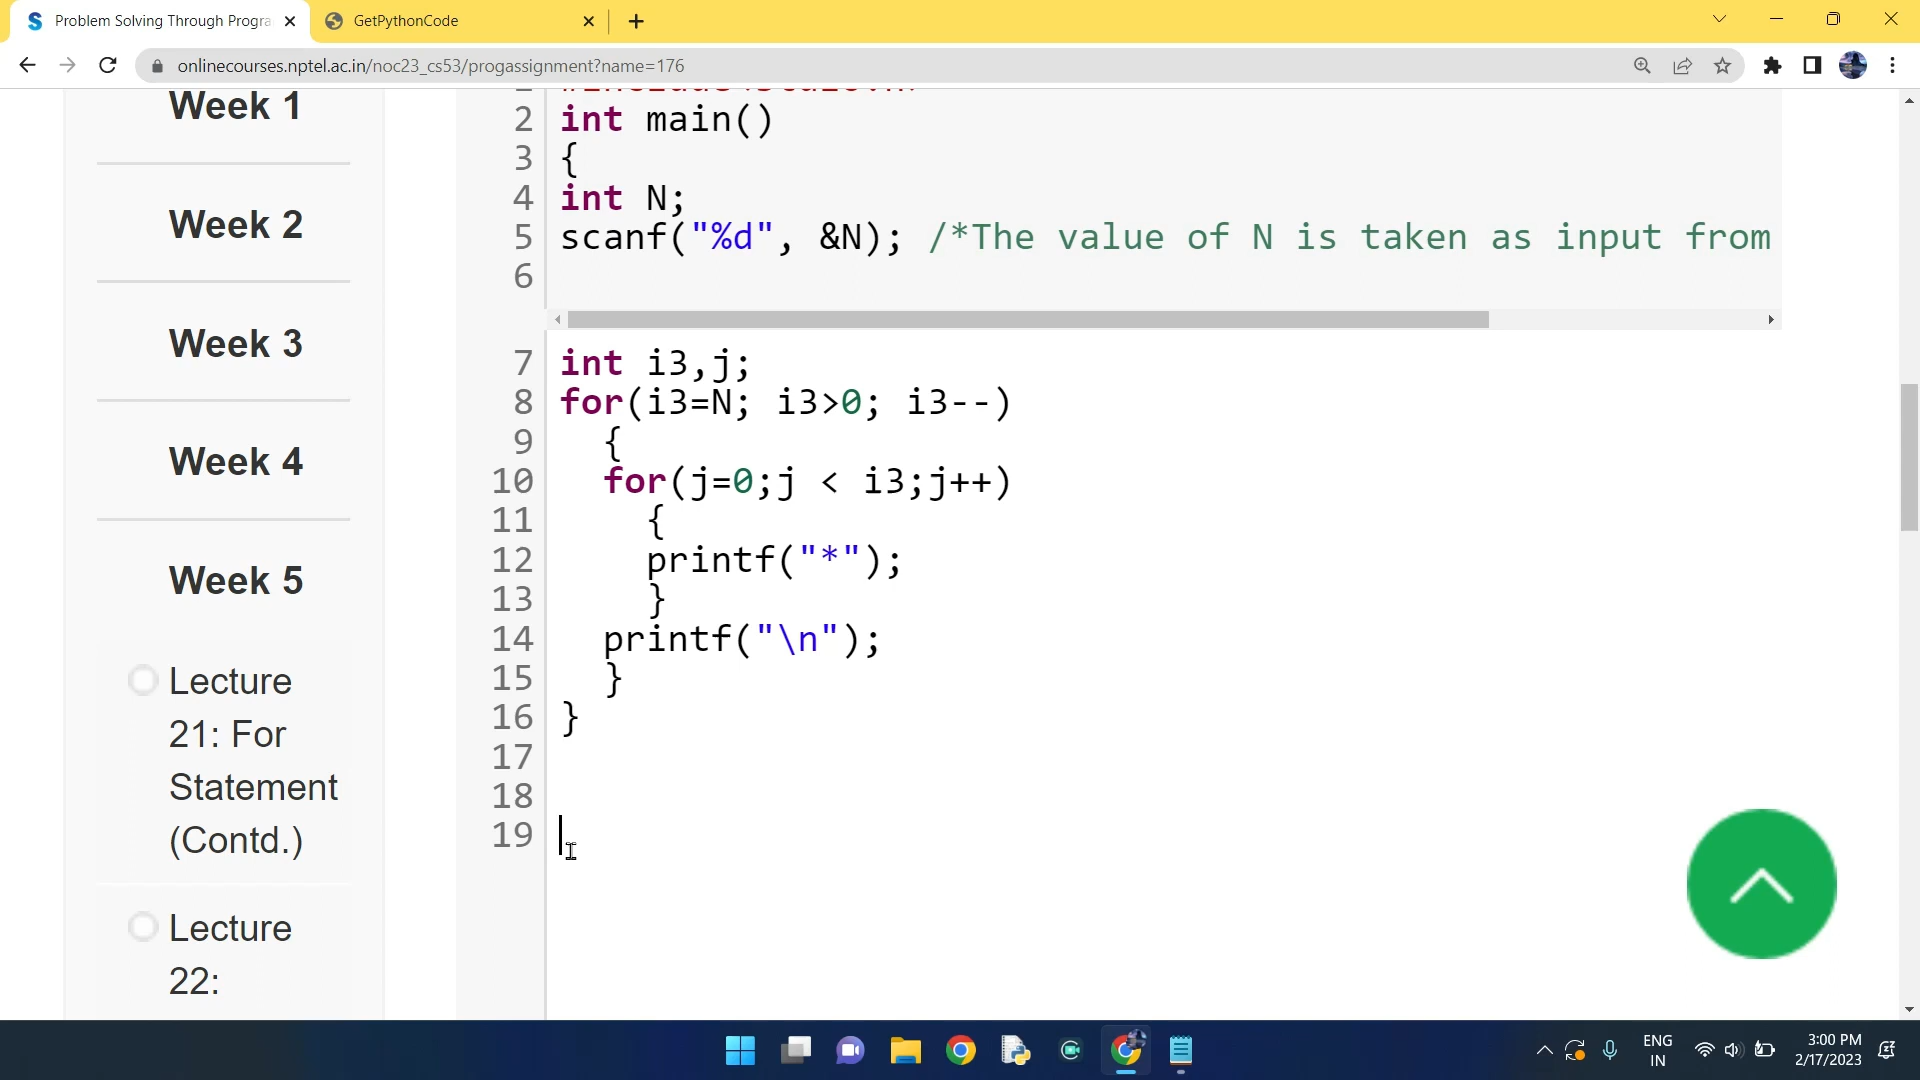 Problem Solving Through Progra
GetPythonCode
onlinecourses.nptel.ac.in/noc23_cs53/progassignment?name=176
Week 1
Week 2
Week 3
Week 4
Week 5
Lecture
21: For
Statement
(Contd.)
Lecture
22:
2 int main()
3 {
4 int N;
5 scanf("%d", &N); /*The value of N is taken as input from
6
7 int i3,j;
8 for(i3=N; i3>0; i3--)
9 {
10 for(j=0;j < i3;j++)
11 {
12 printf("*");
13 }
14 printf("\n");
15 }
16 }
17
18
19
ENG
IN
3:00 PM
2/17/2023